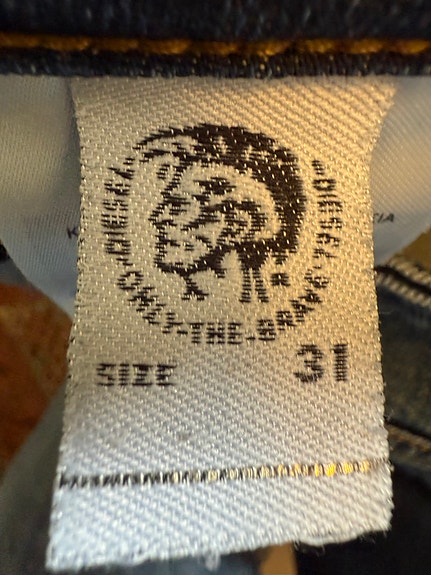 "DIESEL" "DIESEL"
ONLY-THE-BRAVE
SIZE 31